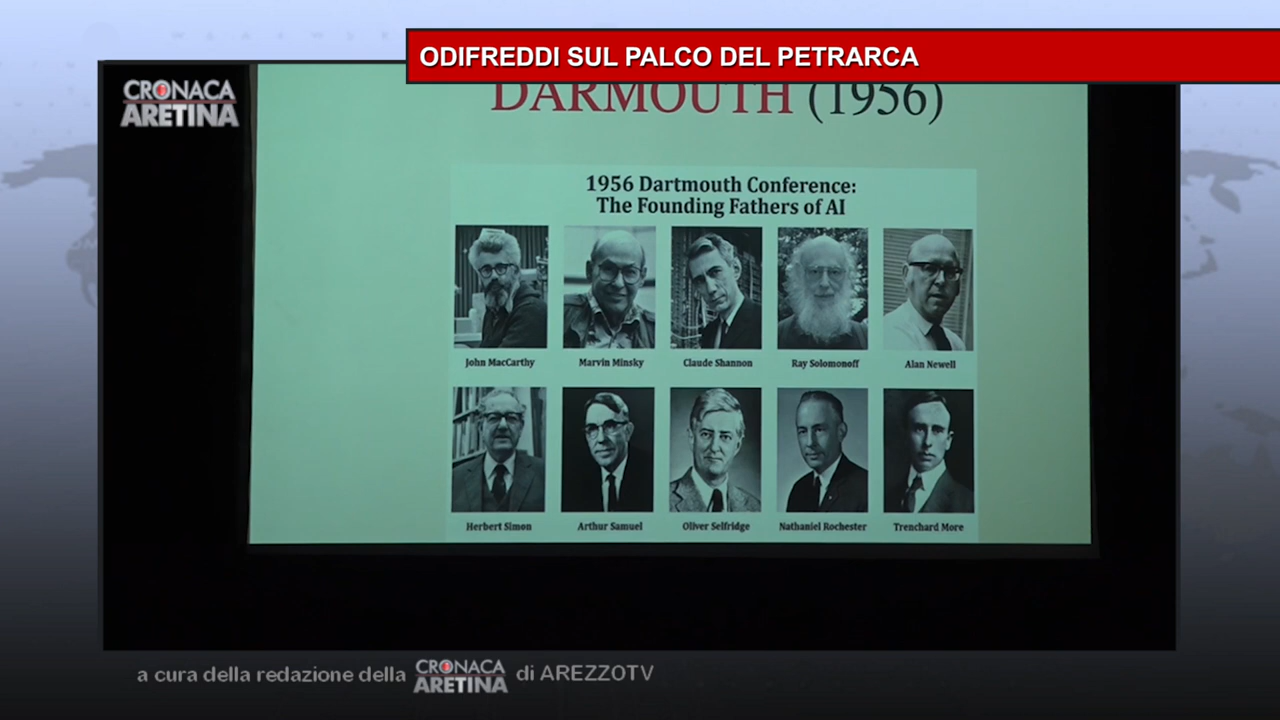 ODIFREDDI SUL PALCO DEL PETRARCA
CRONACA
ARETINA
DARMOUTH (1956)
1956 Dartmouth Conference:
The Founding Fathers of AI
John MacCarthy
Marvin Minsky
Claude Shannon
Ray Solomonoff
Alan Newell
Herbert Simon
Arthur Samuel
Oliver Selfridge
Nathaniel Rochester
Trenchard More
a cura della redazione della CRONACA ARETINA di AREZZOTV